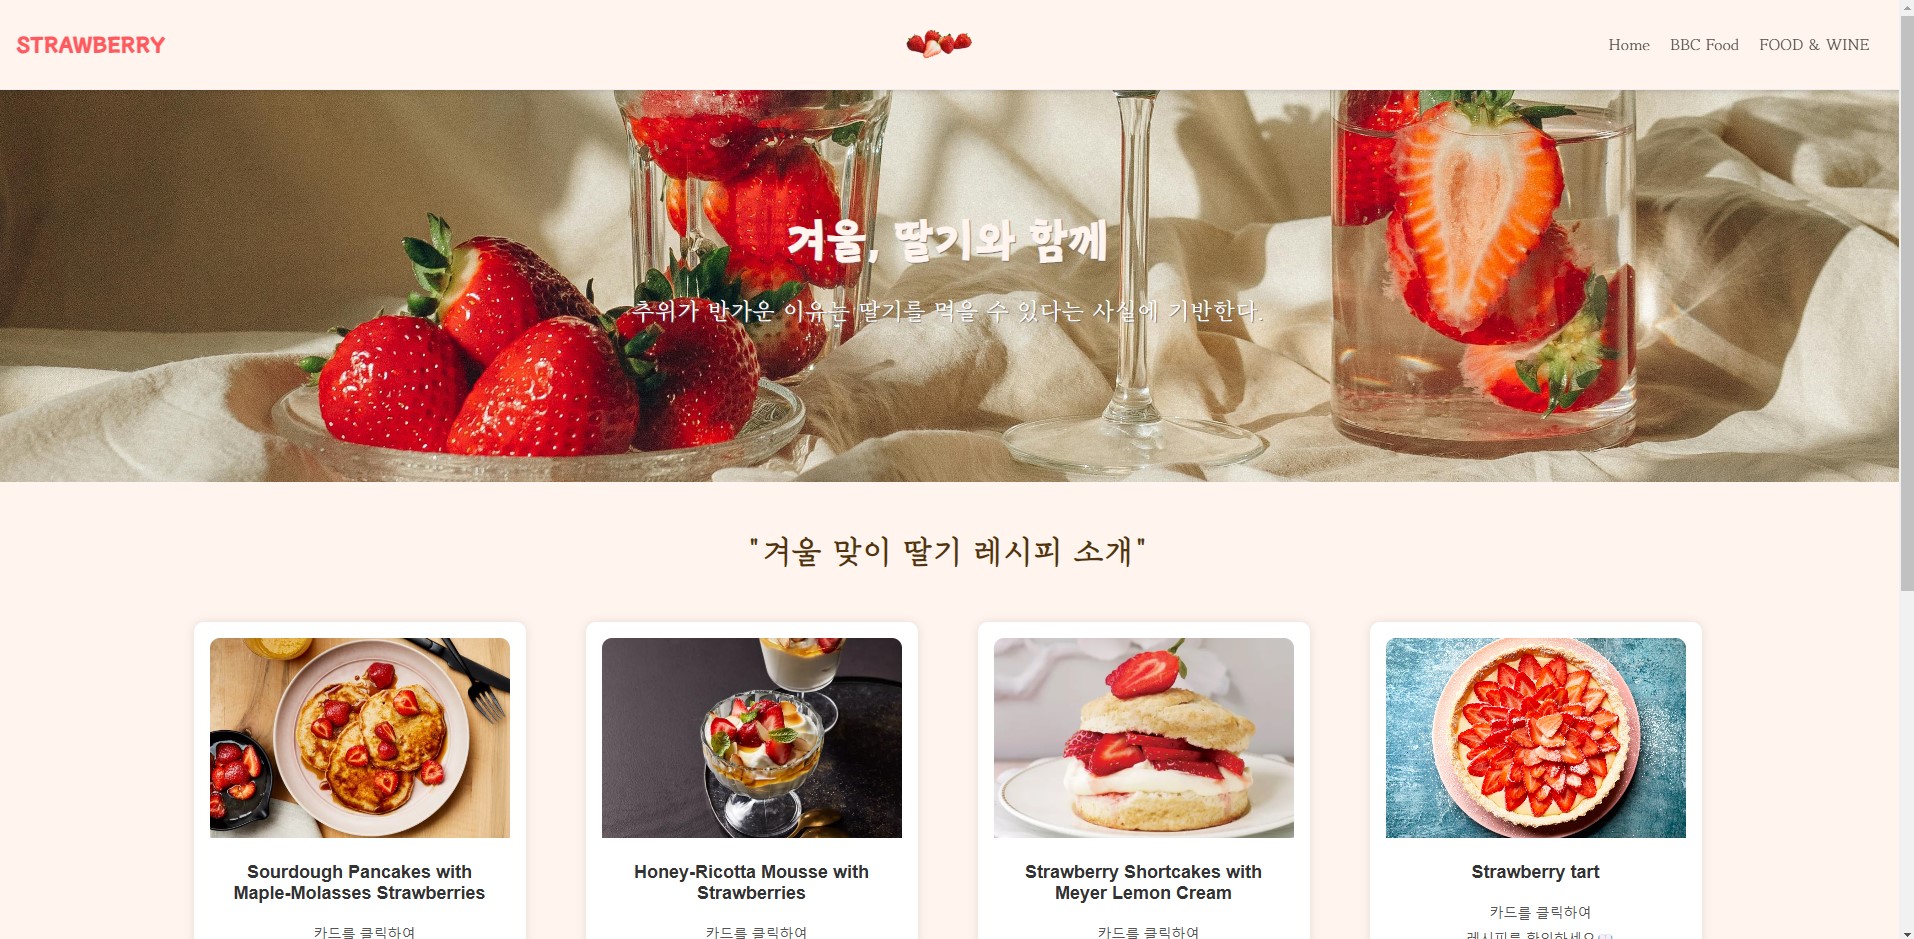 STRAWBERRY
Home BBC Food FOOD & WINE
겨울, 딸기와 함께
추위가 반가운 이유는 딸기를 먹을 수 있다는 사실에 기반한다.
"겨울 맞이 딸기 레시피 소개"
Sourdough Pancakes with
Maple-Molasses Strawberries
카드를 클릭하여
Honey-Ricotta Mousse with
Strawberries
카드를 클릭하여
Strawberry Shortcakes with
Meyer Lemon Cream
카드를 클릭하여
Strawberry tart
카드를 클릭하여
레시피를 확인하세요